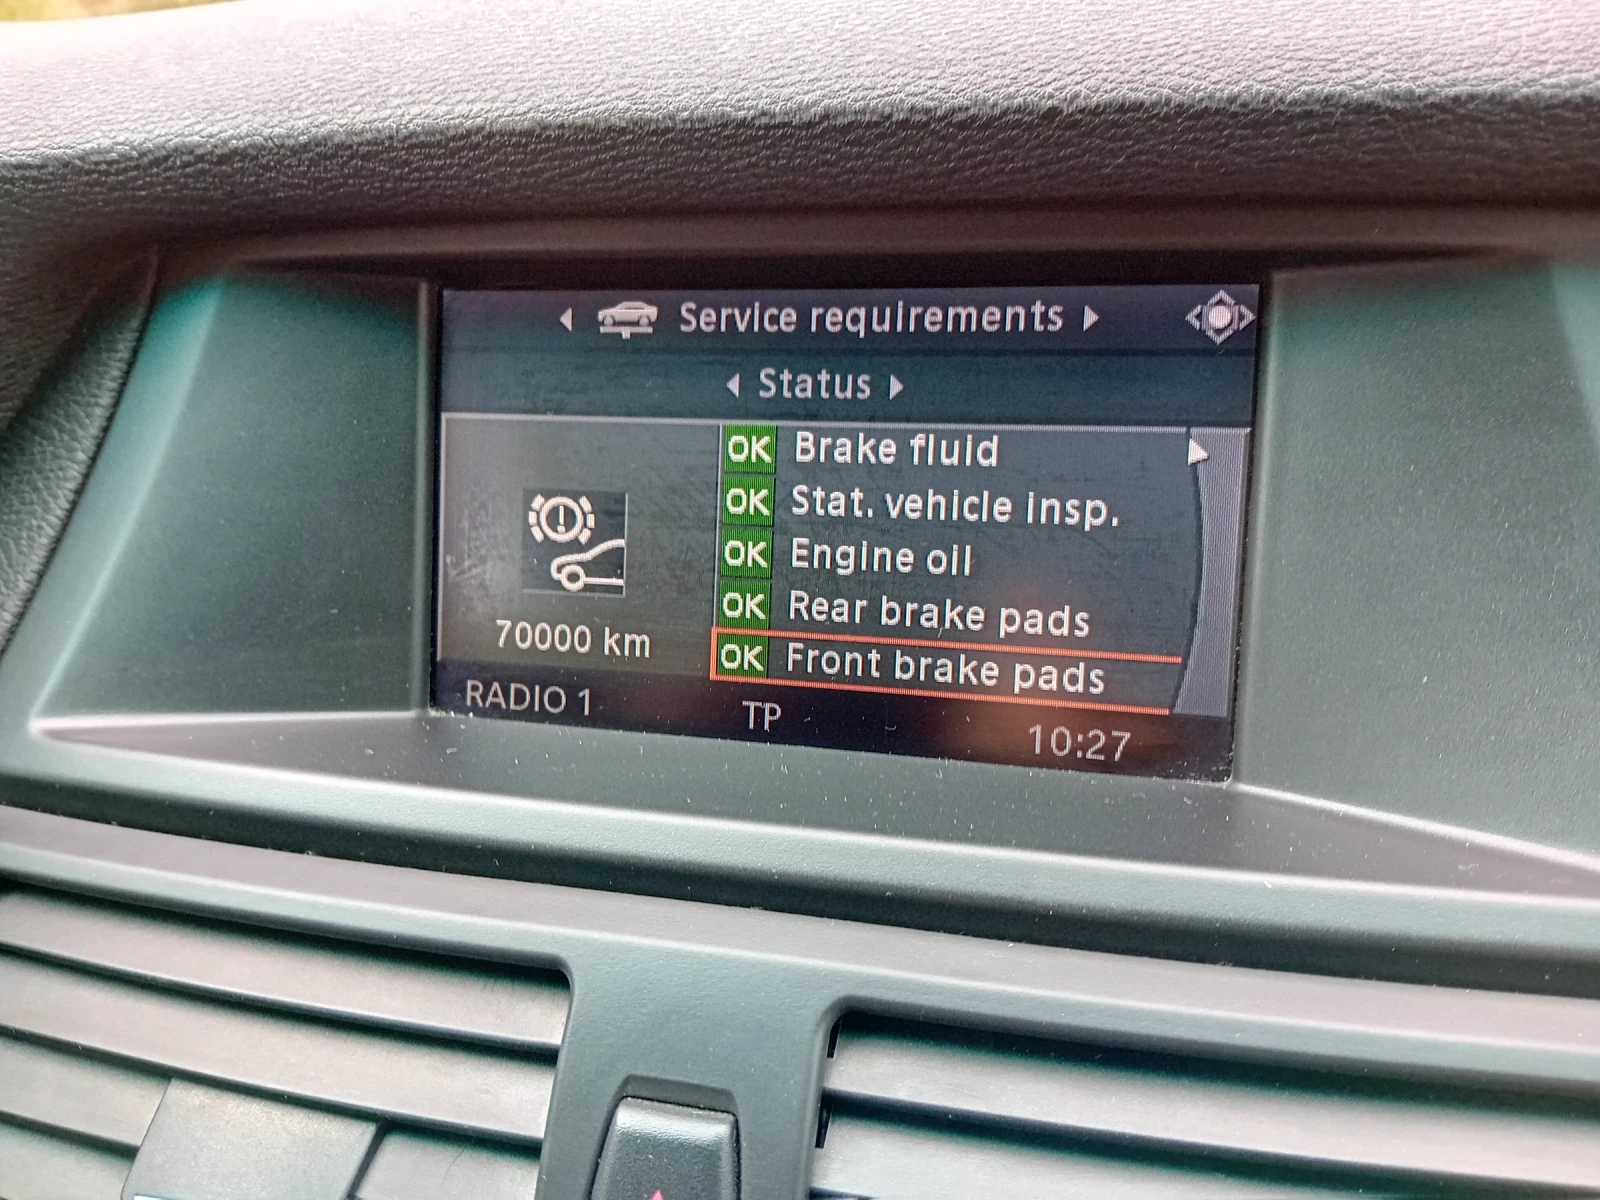 Service requirements
Status
OK Brake fluid
OK Stat. vehicle insp.
OK Engine oil
OK Rear brake pads
OK Front brake pads
70000 km
RADIO 1
TP
10:27